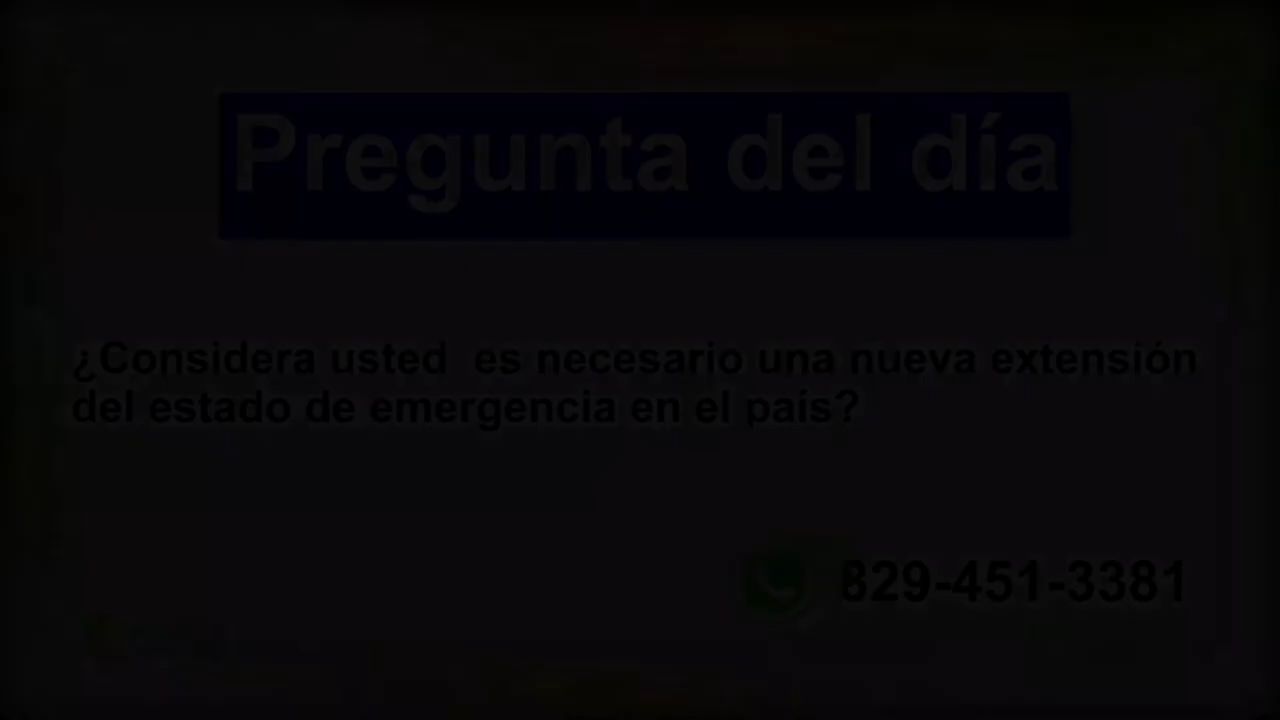 Pregunta del día
¿Considera usted es necesario una nueva extensión
del estado de emergencia en el país?
829-451-3381